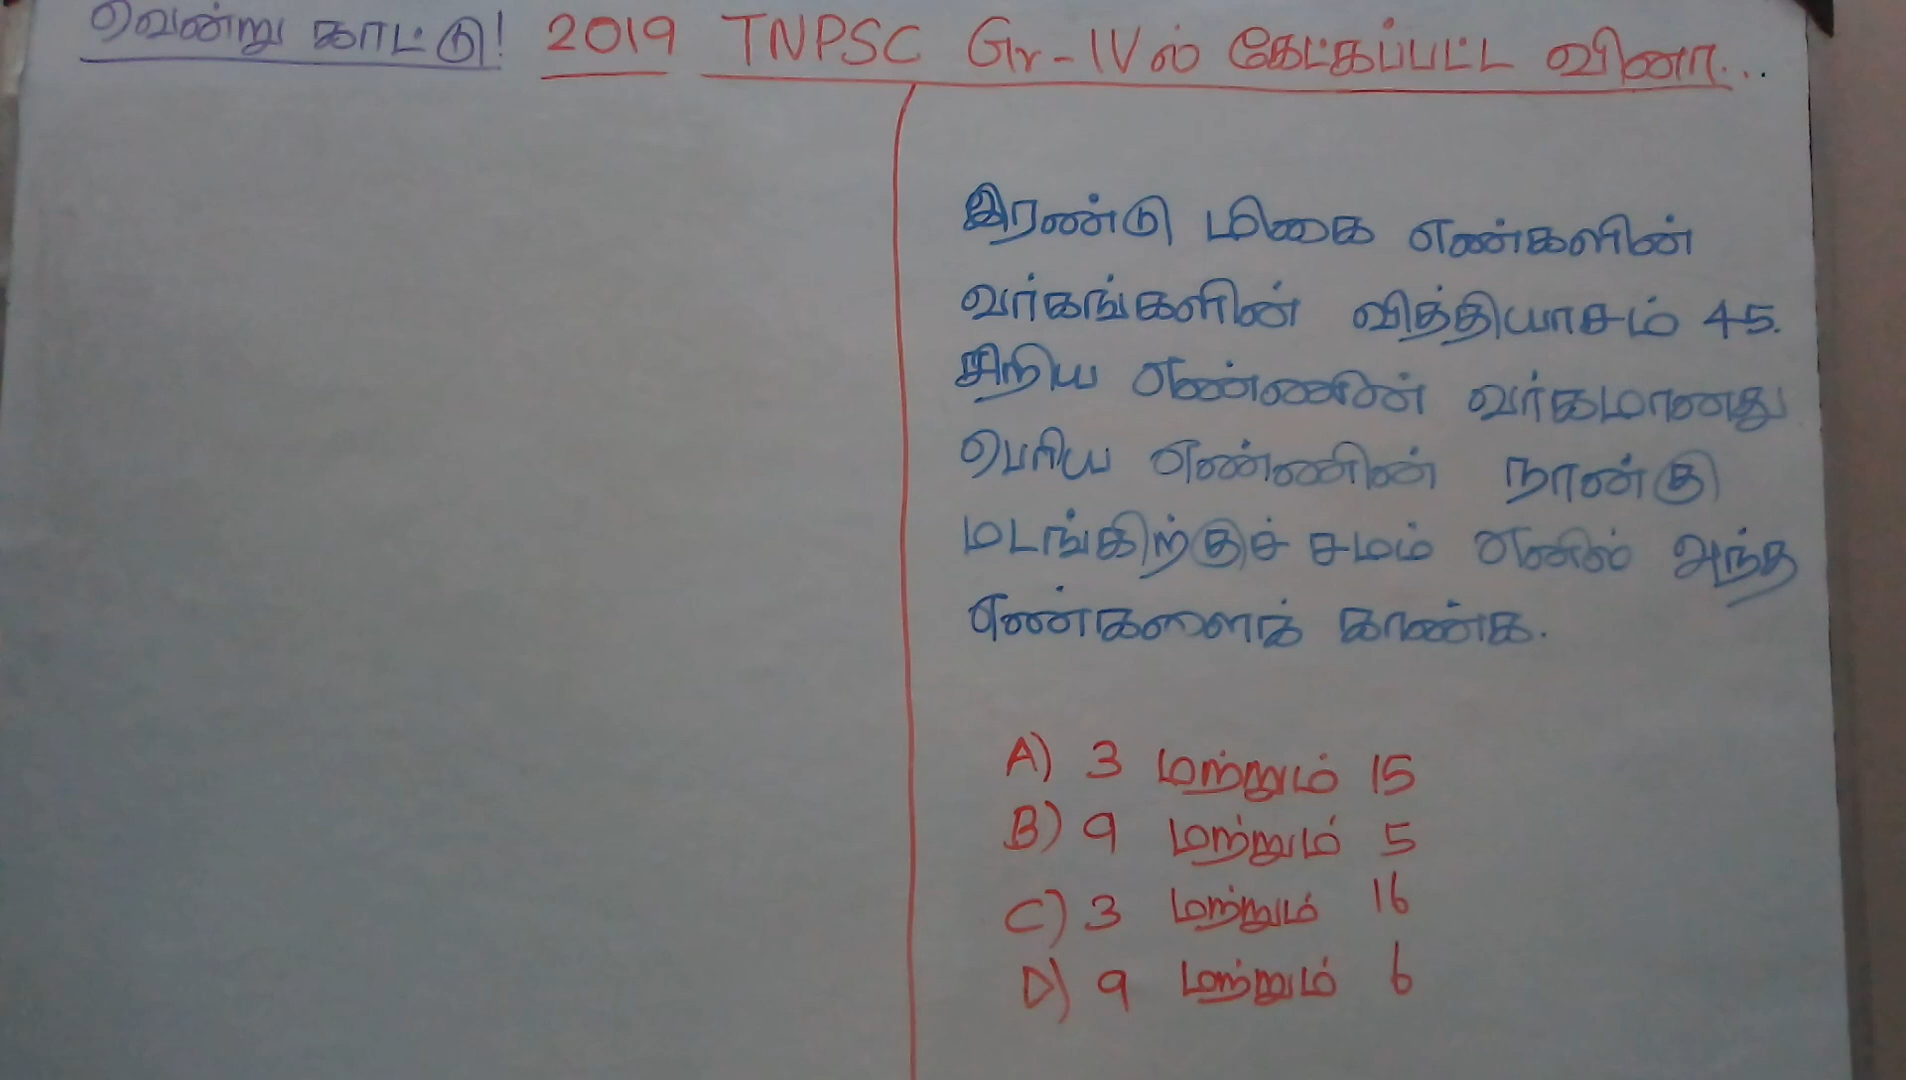 வென்று காட்டு! 2019 TNPSC Gr-IVல் கேட்கப்பட்ட வினா...
இரண்டு மிகை எண்களின்
வர்கங்களின் வித்தியாசம் 45.
சிறிய எண்ணின் வர்கமானது
பெரிய எண்ணின் நான்கு
மடங்கிற்குச் சமம் எனில் அந்த
எண்களைக் காண்க.
A) 3 மற்றும் 15
B) 9 மற்றும் 5
C) 3 மற்றும் 16
D) 9 மற்றும் 6